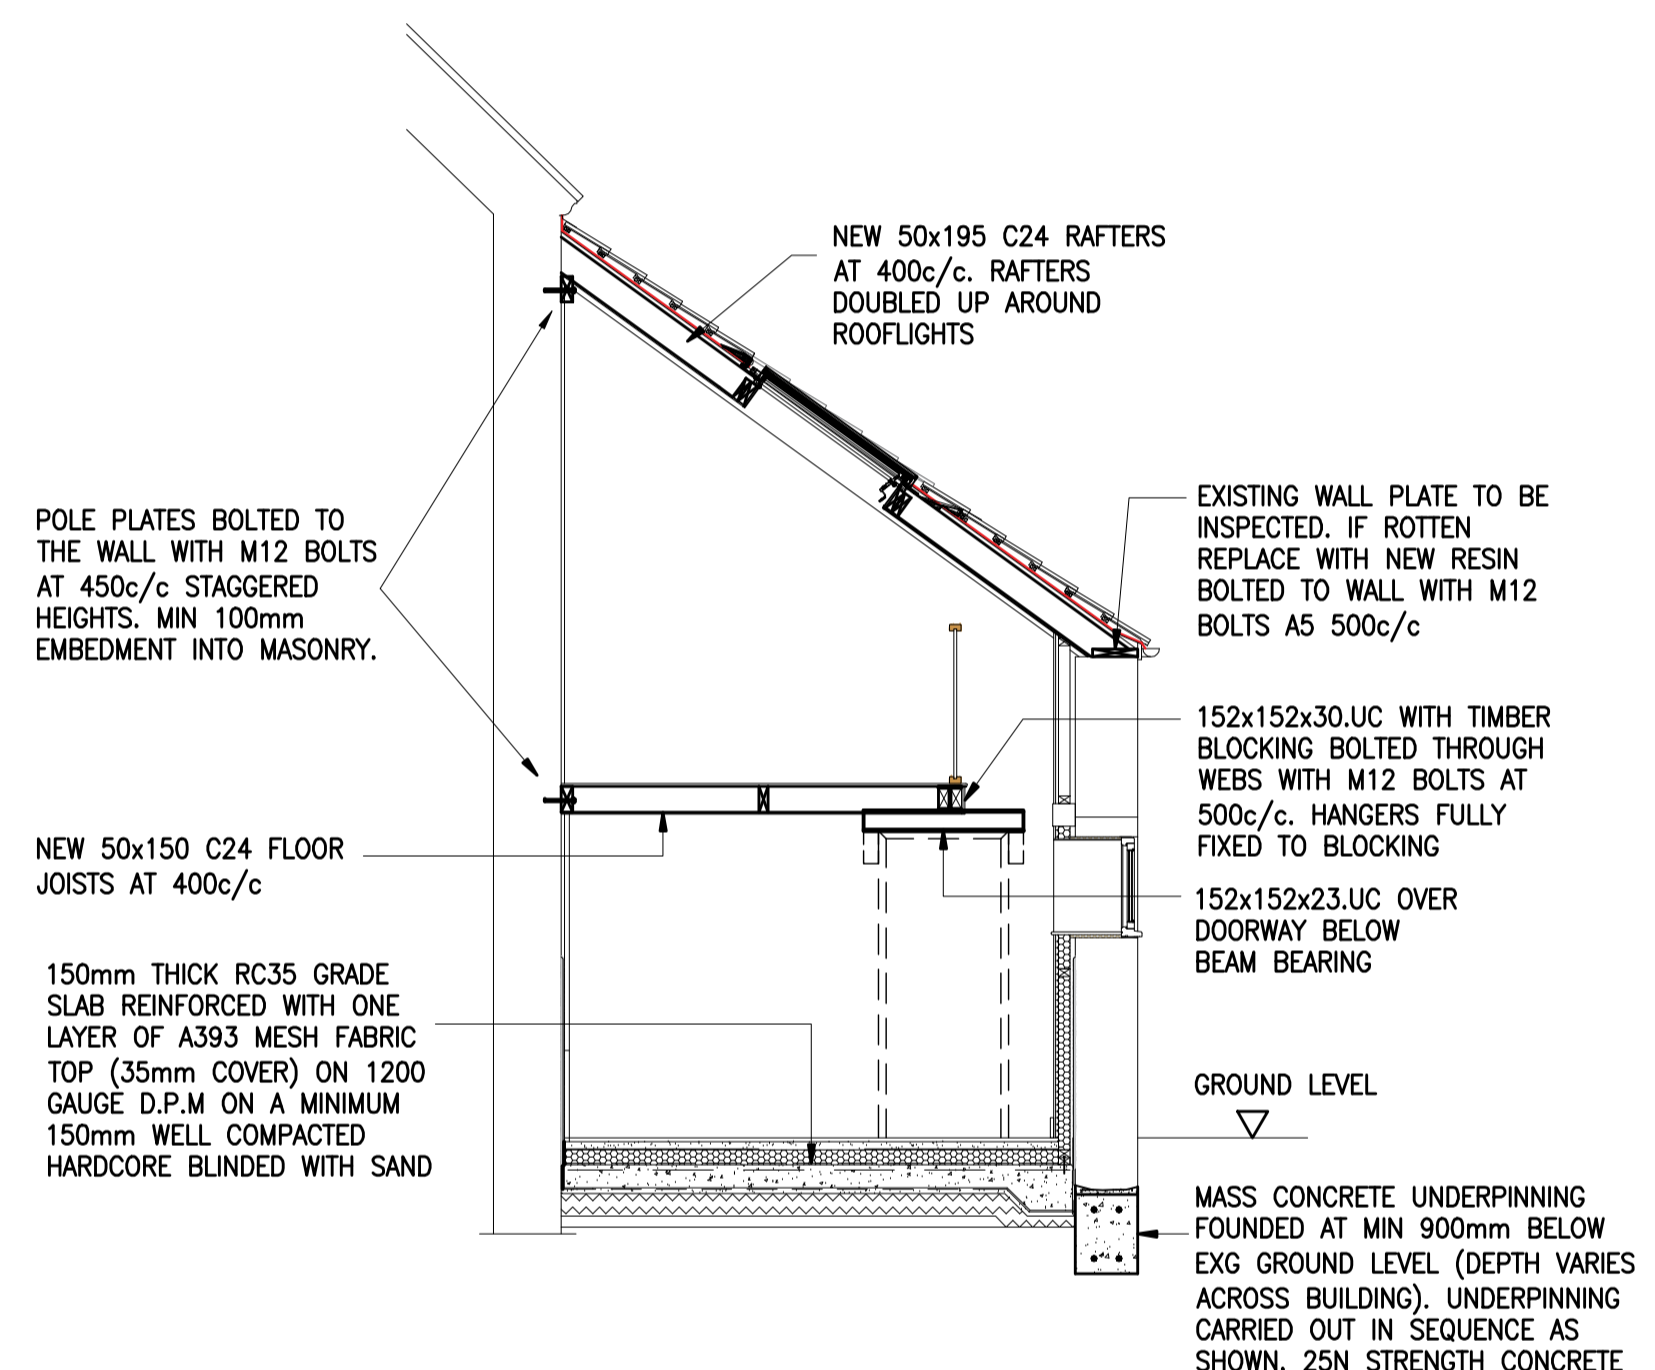 NEW 50x195 C24 RAFTERS
AT 400c/c. RAFTERS
DOUBLED UP AROUND
ROOFLIGHTS
POLE PLATES BOLTED TO
THE WALL WITH M12 BOLTS
AT 450c/c STAGGERED
HEIGHTS. MIN 100mm
EMBEDMENT INTO MASONRY.
EXISTING WALL PLATE TO BE
INSPECTED. IF ROTTEN
REPLACE WITH NEW RESIN
BOLTED TO WALL WITH M12
BOLTS A5 500c/c
152x152x30.UC WITH TIMBER
BLOCKING BOLTED THROUGH
WEBS WITH M12 BOLTS AT
500c/c. HANGERS FULLY
FIXED TO BLOCKING
NEW 50x150 C24 FLOOR
JOISTS AT 400c/c
152x152x23.UC OVER
DOORWAY BELOW
BEAM BEARING
150mm THICK RC35 GRADE
SLAB REINFORCED WITH ONE
LAYER OF A393 MESH FABRIC
TOP (35mm COVER) ON 1200
GAUGE D.P.M ON A MINIMUM
150mm WELL COMPACTED
HARDCORE BLINDED WITH SAND
GROUND LEVEL
MASS CONCRETE UNDERPINNING
FOUNDED AT MIN 900mm BELOW
EXG GROUND LEVEL (DEPTH VARIES
ACROSS BUILDING). UNDERPINNING
CARRIED OUT IN SEQUENCE AS
SHOWN. 25N STRENGTH CONCRETE